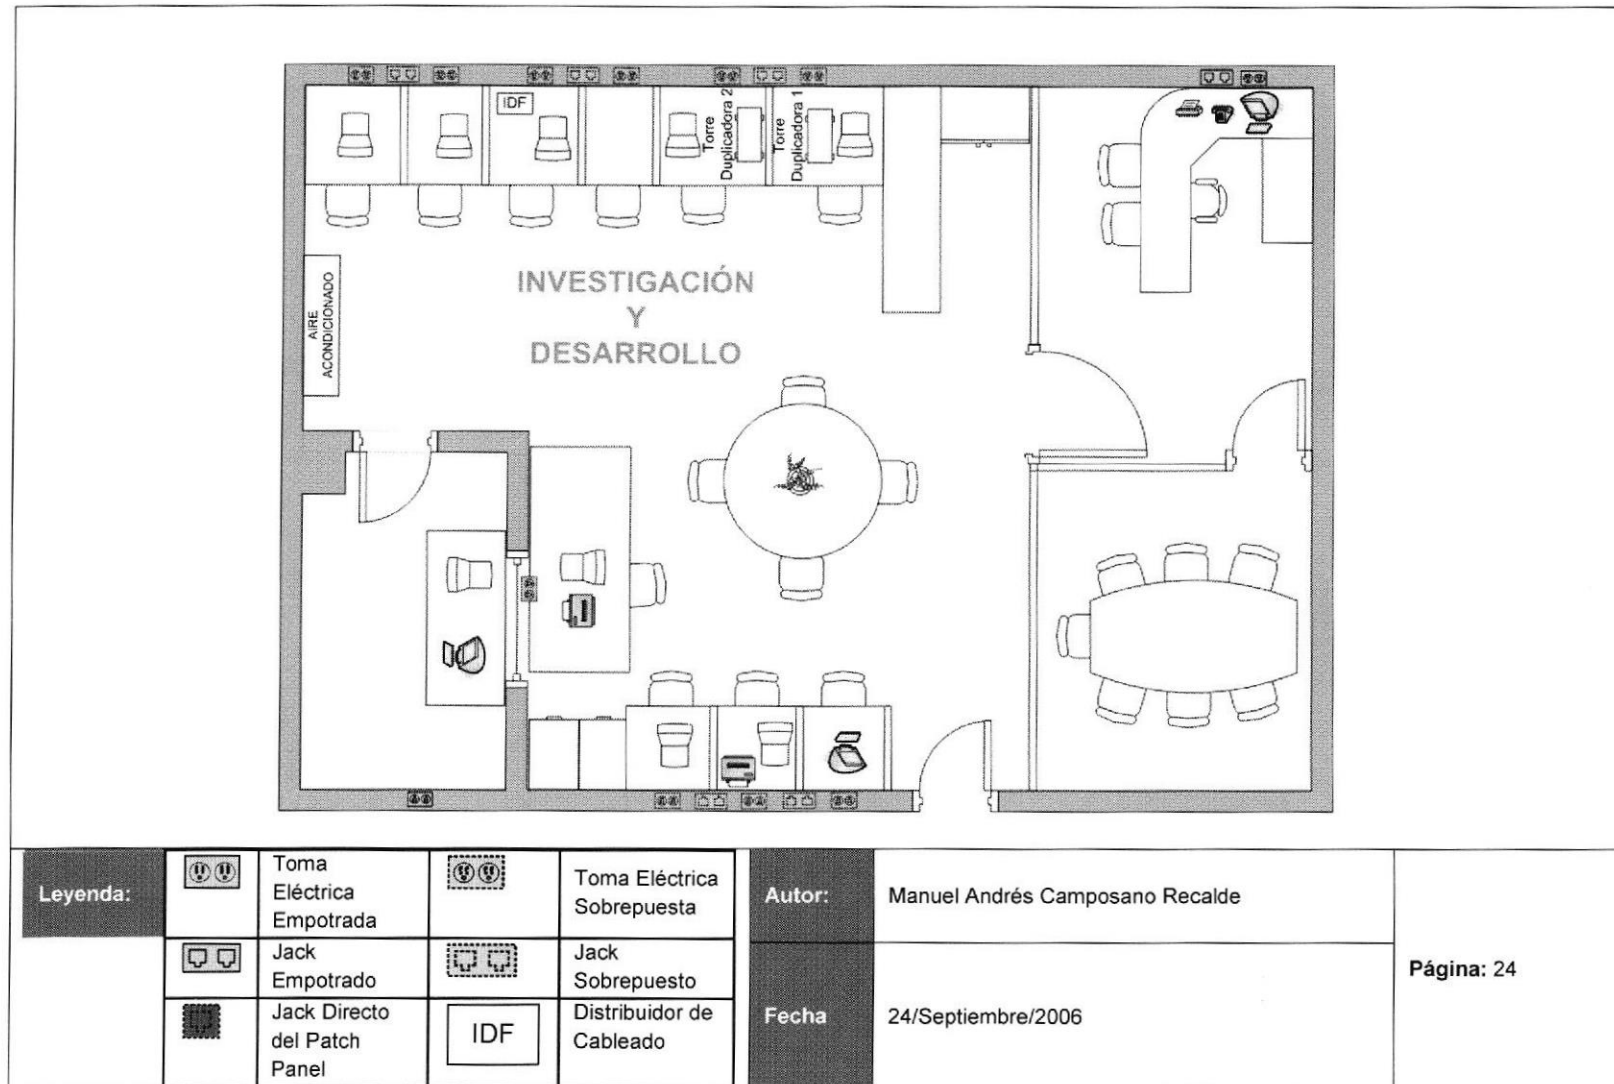 IDF
Torre
Duplicadora 2
Torre
Duplicadora 1
INVESTIGACIÓN
Y
DESARROLLO
AIRE
ACONDICIONADO
Leyenda:
Toma
Eléctrica
Empotrada
Toma Eléctrica
Sobrepuesta
Jack
Empotrado
Jack
Sobrepuesto
Jack Directo
del Patch
Panel
IDF
Distribuidor de
Cableado
Autor:
Manuel Andrés Camposano Recalde
Fecha
24/Septiembre/2006
Página: 24